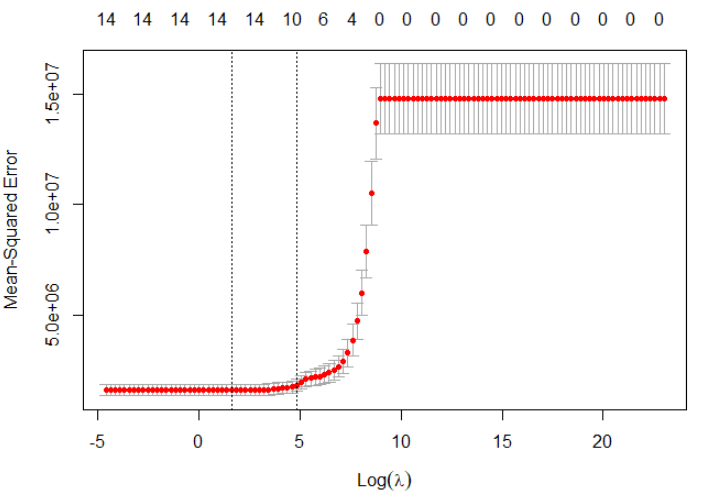 14 14 14 14 14 10 6 4 0 0 0 0 0 0 0 0 0 0
Mean-Squared Error
1.5e+07
1.0e+07
5.0e+06
-5 0 5 10 15 20
Log(λ)